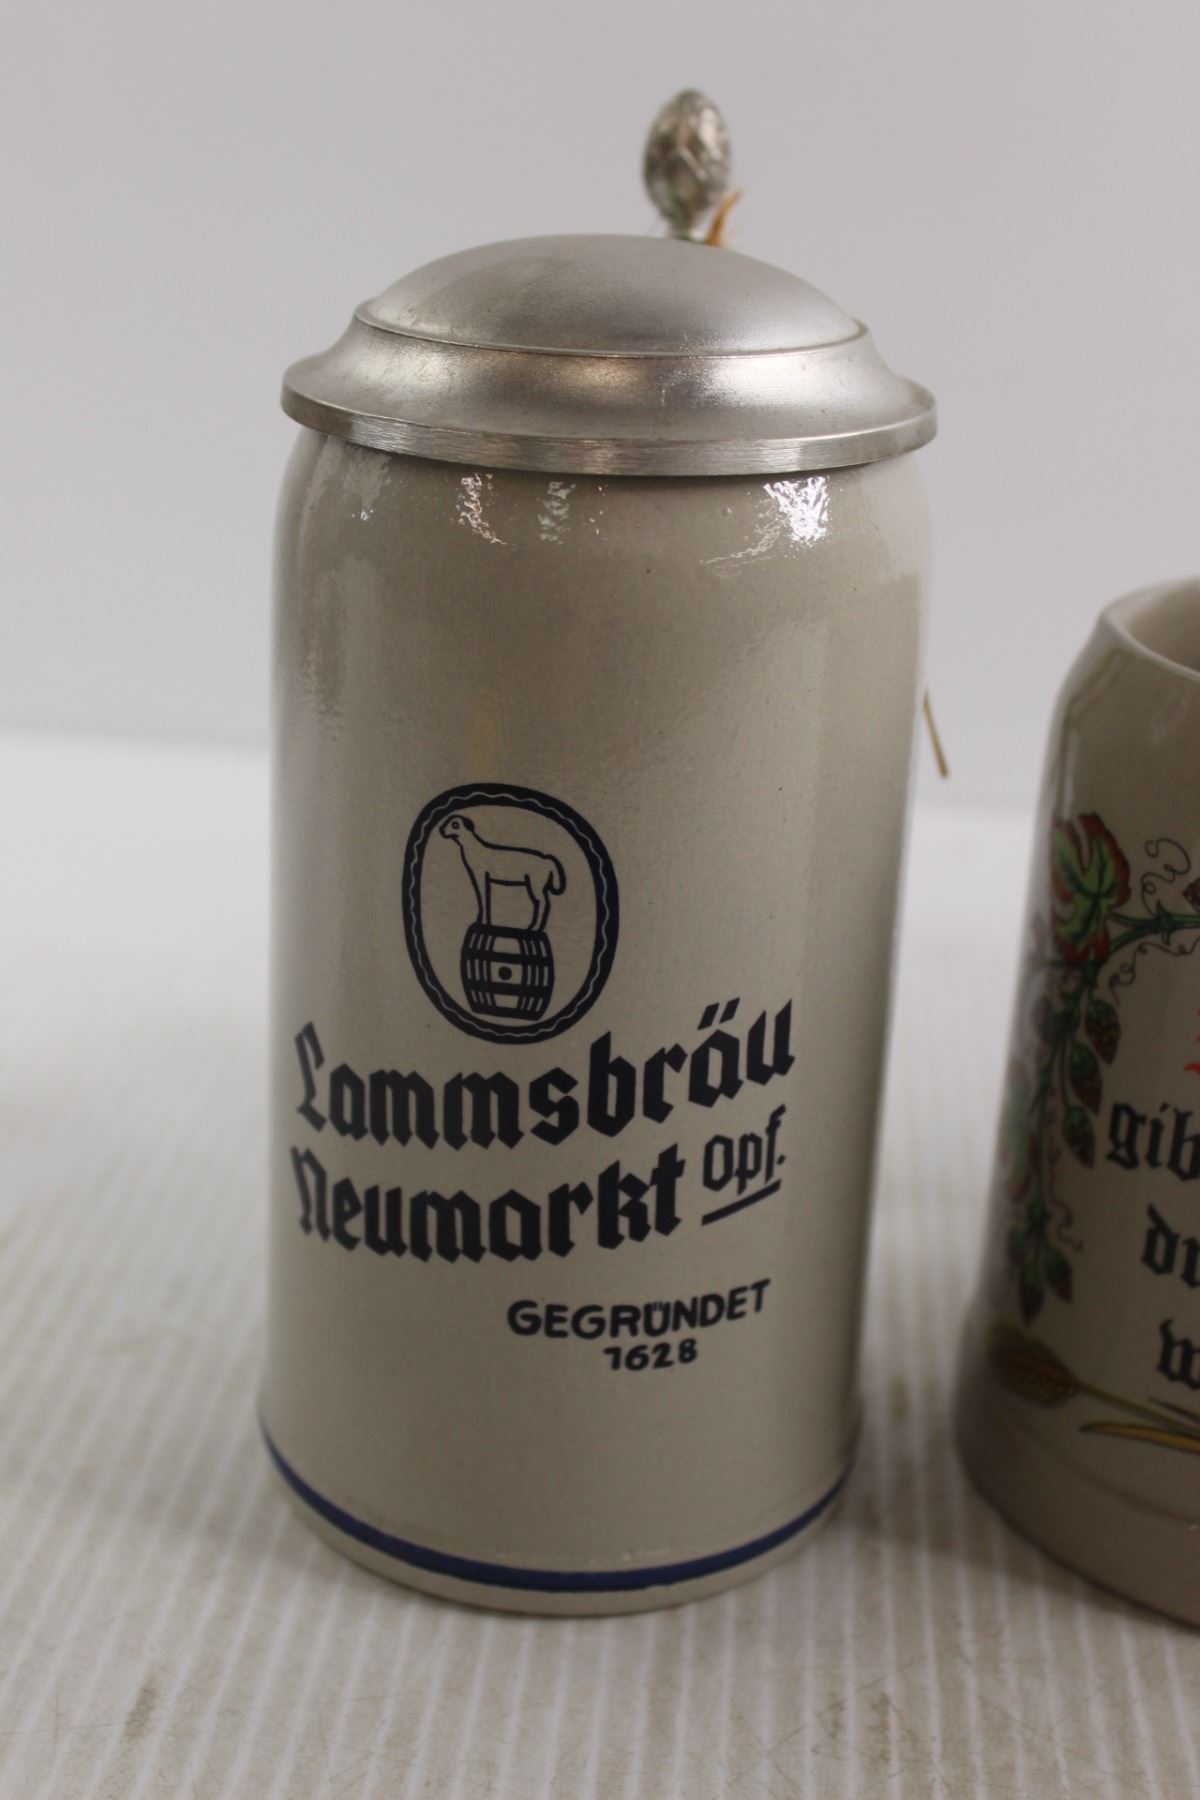 Lammsbräu
Neumarkt Opf.
GEGRÜNDET
1628